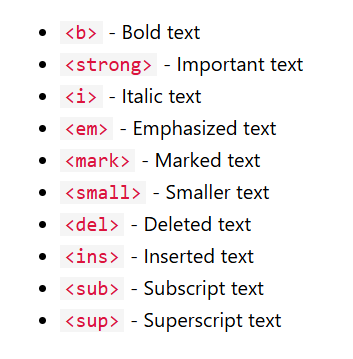 <b> - Bold text
<strong> - Important text
<i> - Italic text
<em> - Emphasized text
<mark> - Marked text
<small> - Smaller text
<del> - Deleted text
<ins> - Inserted text
<sub> - Subscript text
<sup> - Superscript text